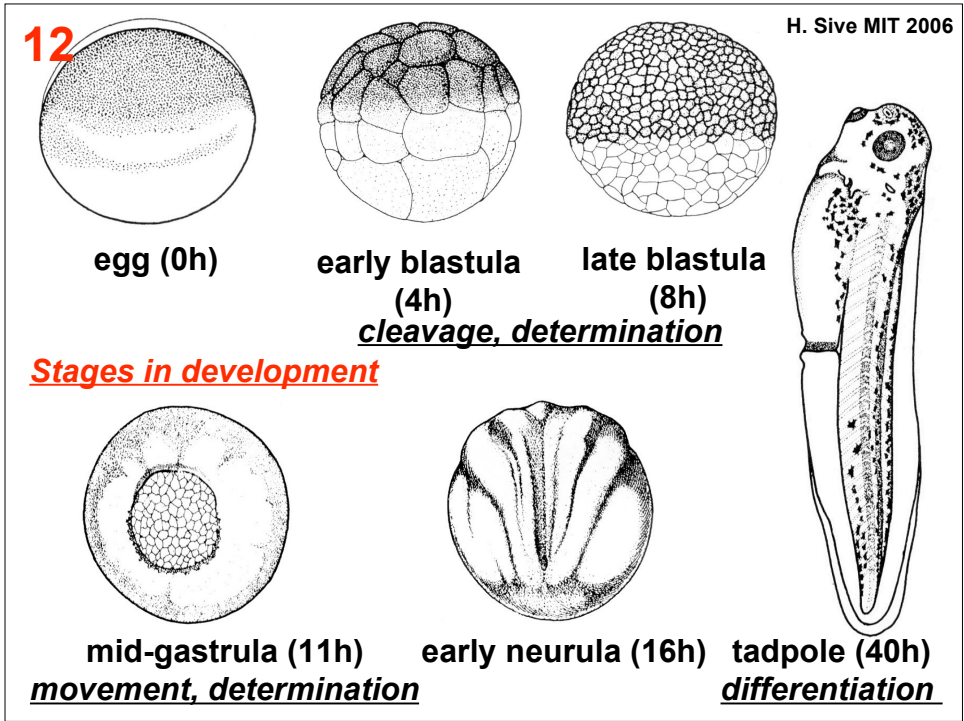 12
H. Sive MIT 2006
egg (0h)
early blastula
(4h)
late blastula
(8h)
cleavage, determination
Stages in development
mid-gastrula (11h)
early neurula (16h)
tadpole (40h)
movement, determination
differentiation